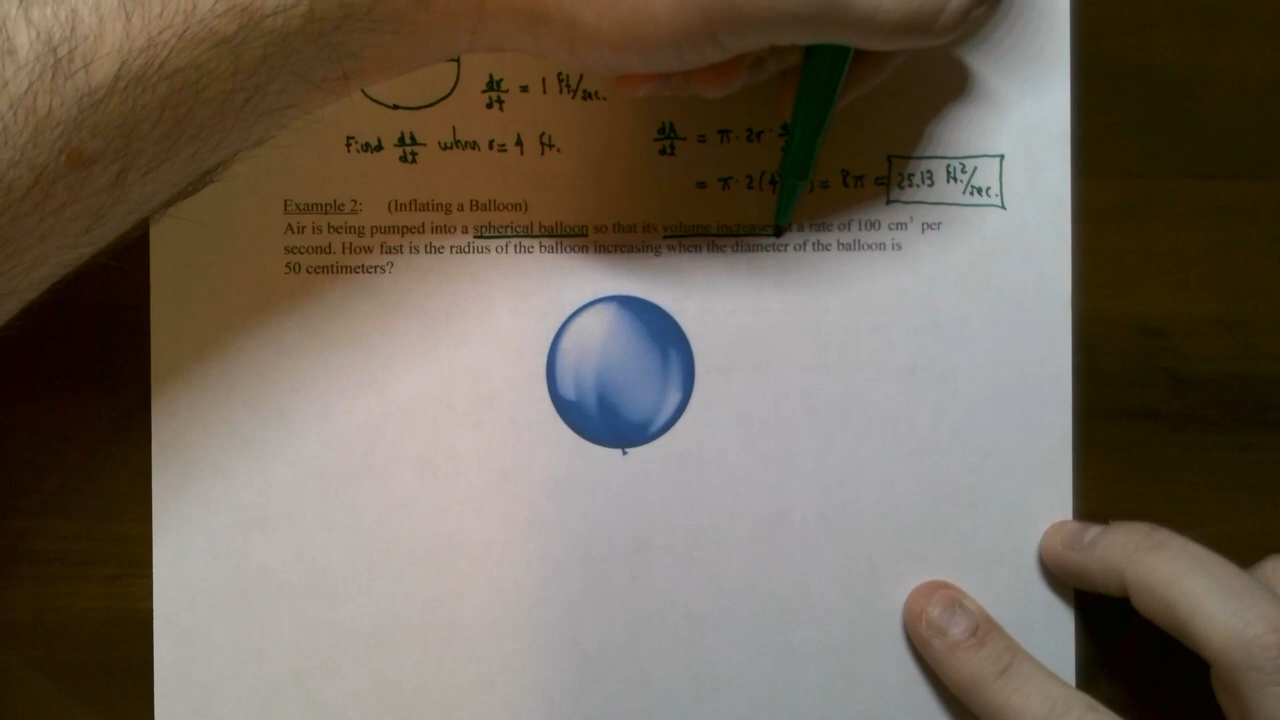 dr/dt = 1 ft/sec.
Find dA/dt when r = 4 ft.
dA/dt = π · 2r ·
= π · 2(4 ) = 8π = 25.13 ft.²/sec.
Example 2: (Inflating a Balloon)
Air is being pumped into a spherical balloon so that its volume increases a rate of 100 cm³ per
second. How fast is the radius of the balloon increasing when the diameter of the balloon is
50 centimeters?